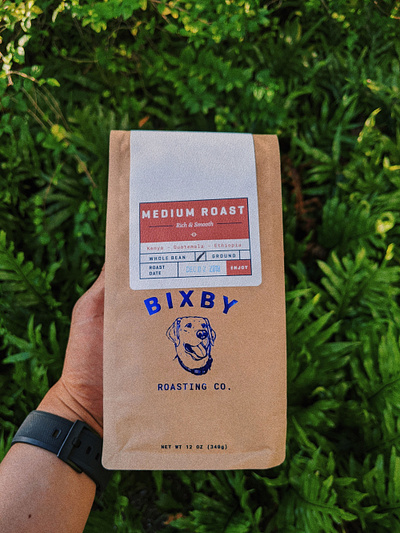 MEDIUM ROAST
Rich & Smooth
Kenya - Guatemala - Ethiopia
WHOLE BEAN GROUND
ROAST DATE ENJOY
BIXBY
ROASTING CO.
NET WT 12 OZ (340g)